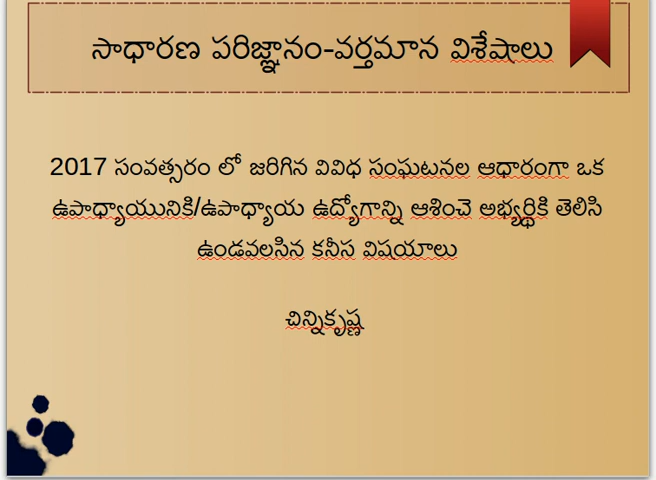 సాధారణ పరిజ్ఞానం-వర్తమాన విశేషాలు
2017 సంవత్సరం లో జరిగిన వివిధ సంఘటనల ఆధారంగా ఒక
ఉపాధ్యాయునికి/ఉపాధ్యాయ ఉద్యోగాన్ని ఆశించె అభ్యర్థికి తెలిసి
ఉండవలసిన కనీస విషయాలు
చిన్నికృష్ణ